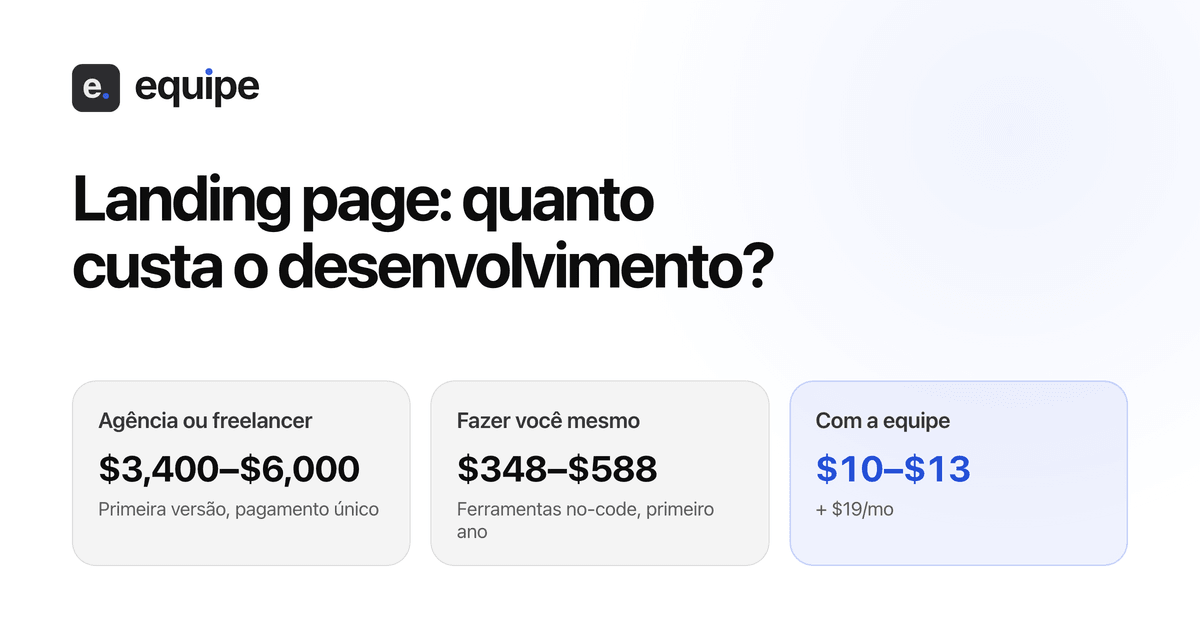 e.
equipe
Landing page: quanto
custa o desenvolvimento?
Agência ou freelancer
$3,400–$6,000
Primeira versão, pagamento único
Fazer você mesmo
$348–$588
Ferramentas no-code, primeiro
ano
Com a equipe
$10–$13
+ $19/mo